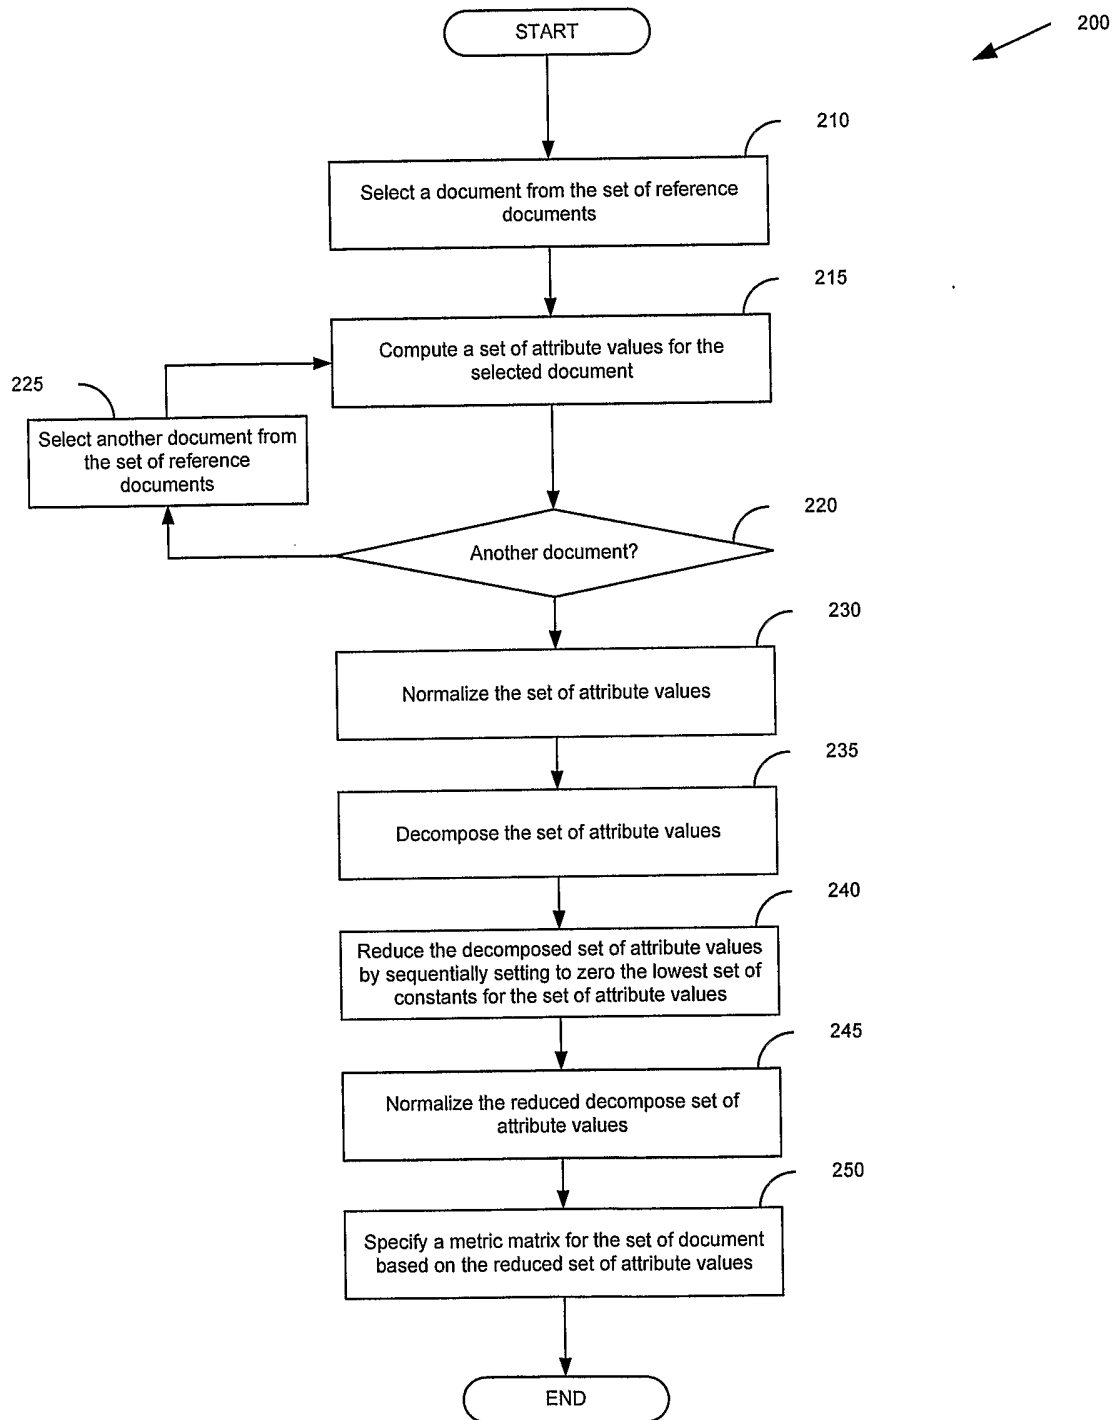 START
200
210
Select a document from the set of reference
documents
215
Compute a set of attribute values for the
selected document
225
Select another document from
the set of reference
documents
220
Another document?
230
Normalize the set of attribute values
235
Decompose the set of attribute values
240
Reduce the decomposed set of attribute values
by sequentially setting to zero the lowest set of
constants for the set of attribute values
245
Normalize the reduced decompose set of
attribute values
250
Specify a metric matrix for the set of document
based on the reduced set of attribute values
END